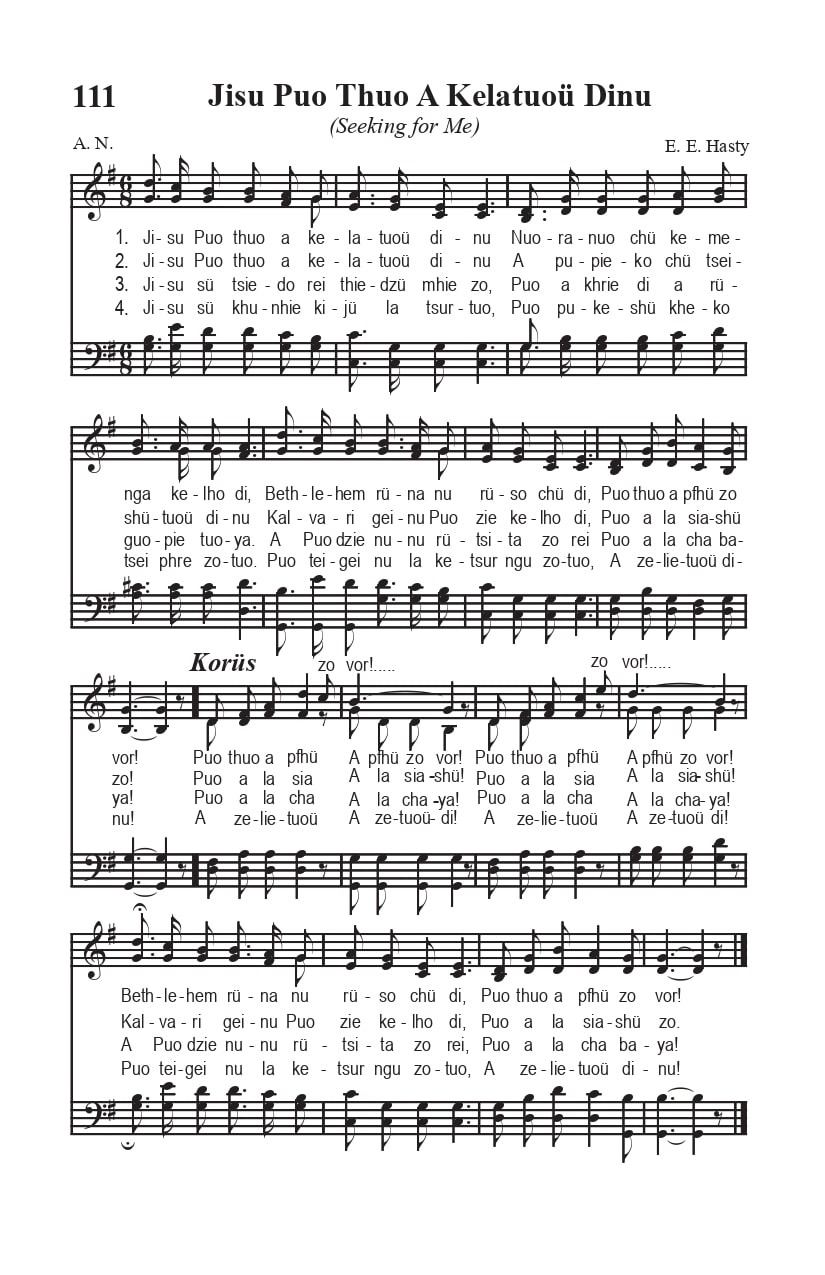 111 Jisu Puo Thuo A Kelatuoü Dinu
(Seeking for Me)
A. N. E. E. Hasty
1. Ji - su Puo thuo a ke - la - tuoü di - nu Nuo - ra - nuo chü ke - me -
2. Ji - su Puo thuo a ke - la - tuoü di - nu A pu - pie - ko chü tsei -
3. Ji - su sü tsie - do rei thie - dzü mhie zo, Puo a khrie di a rü -
4. Ji - su sü khu - nhie ki - jü la tsur - tuo, Puo pu - ke - shü khe - ko
nga ke - lho di, Beth - le - hem rü - na nu rü - so chü di, Puo thuo a pfhü zo
shü - tuoü di - nu Kal - va - ri gei - nu Puo zie ke - lho di, Puo a la sia-shü
guo - pie tuo - ya. A Puo dzie nu - nu rü - tsi - ta zo rei Puo a la cha ba -
tsei phre zo - tuo. Puo tei - gei nu la ke - tsur ngu zo - tuo, A ze - lie - tuoü di -
Korüs zo vor!..... zo vor!.....
vor! Puo thuo a pfhü A pfhü zo vor! Puo thuo a pfhü A pfhü zo vor!
zo! Puo a la sia A la sia -shü! Puo a la sia A la sia - shü!
ya! Puo a la cha A la cha -ya! Puo a la cha A la cha - ya!
nu! A ze - lie - tuoü A ze-tuoü- di! A ze - lie - tuoü A ze-tuoü di!
Beth - le - hem rü - na nu rü - so chü di, Puo thuo a pfhü zo vor!
Kal - va - ri gei - nu Puo zie ke - lho di, Puo a la sia-shü zo.
A Puo dzie nu - nu rü - tsi - ta zo rei, Puo a la cha ba - ya!
Puo tei-gei nu la ke - tsur ngu zo - tuo, A ze - lie - tuoü di - nu!